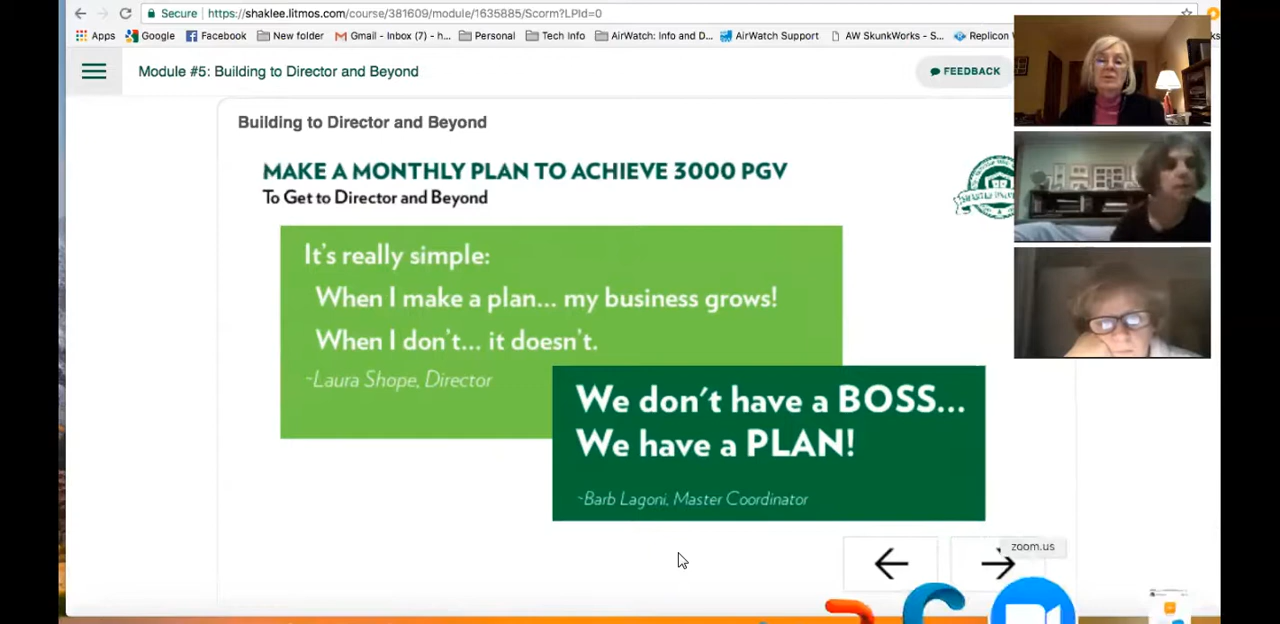 Secure https://shaklee.litmos.com/course/381609/module/1635885/Scorm?LPId=0
Apps Google Facebook New folder Gmail - Inbox (7) - h... Personal Tech Info AirWatch: Info and D... AirWatch Support AW SkunkWorks - S... Replicon
Module #5: Building to Director and Beyond
FEEDBACK
Building to Director and Beyond
MAKE A MONTHLY PLAN TO ACHIEVE 3000 PGV
To Get to Director and Beyond
It's really simple:
When I make a plan... my business grows!
When I don't... it doesn't.
~Laura Shope, Director
We don't have a BOSS...
We have a PLAN!
~Barb Lagoni, Master Coordinator
zoom.us